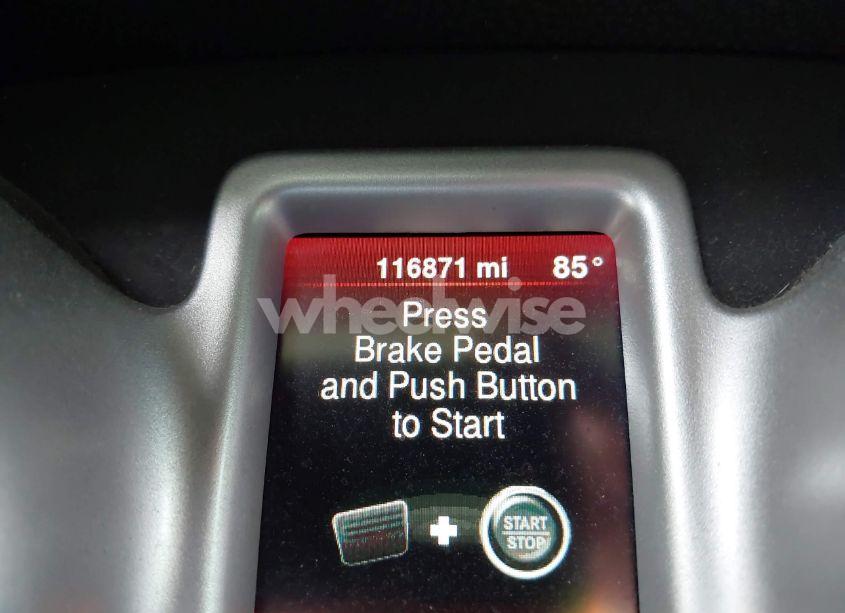 116871 mi 85°
wheelwise
Press
Brake Pedal
and Push Button
to Start
START
STOP